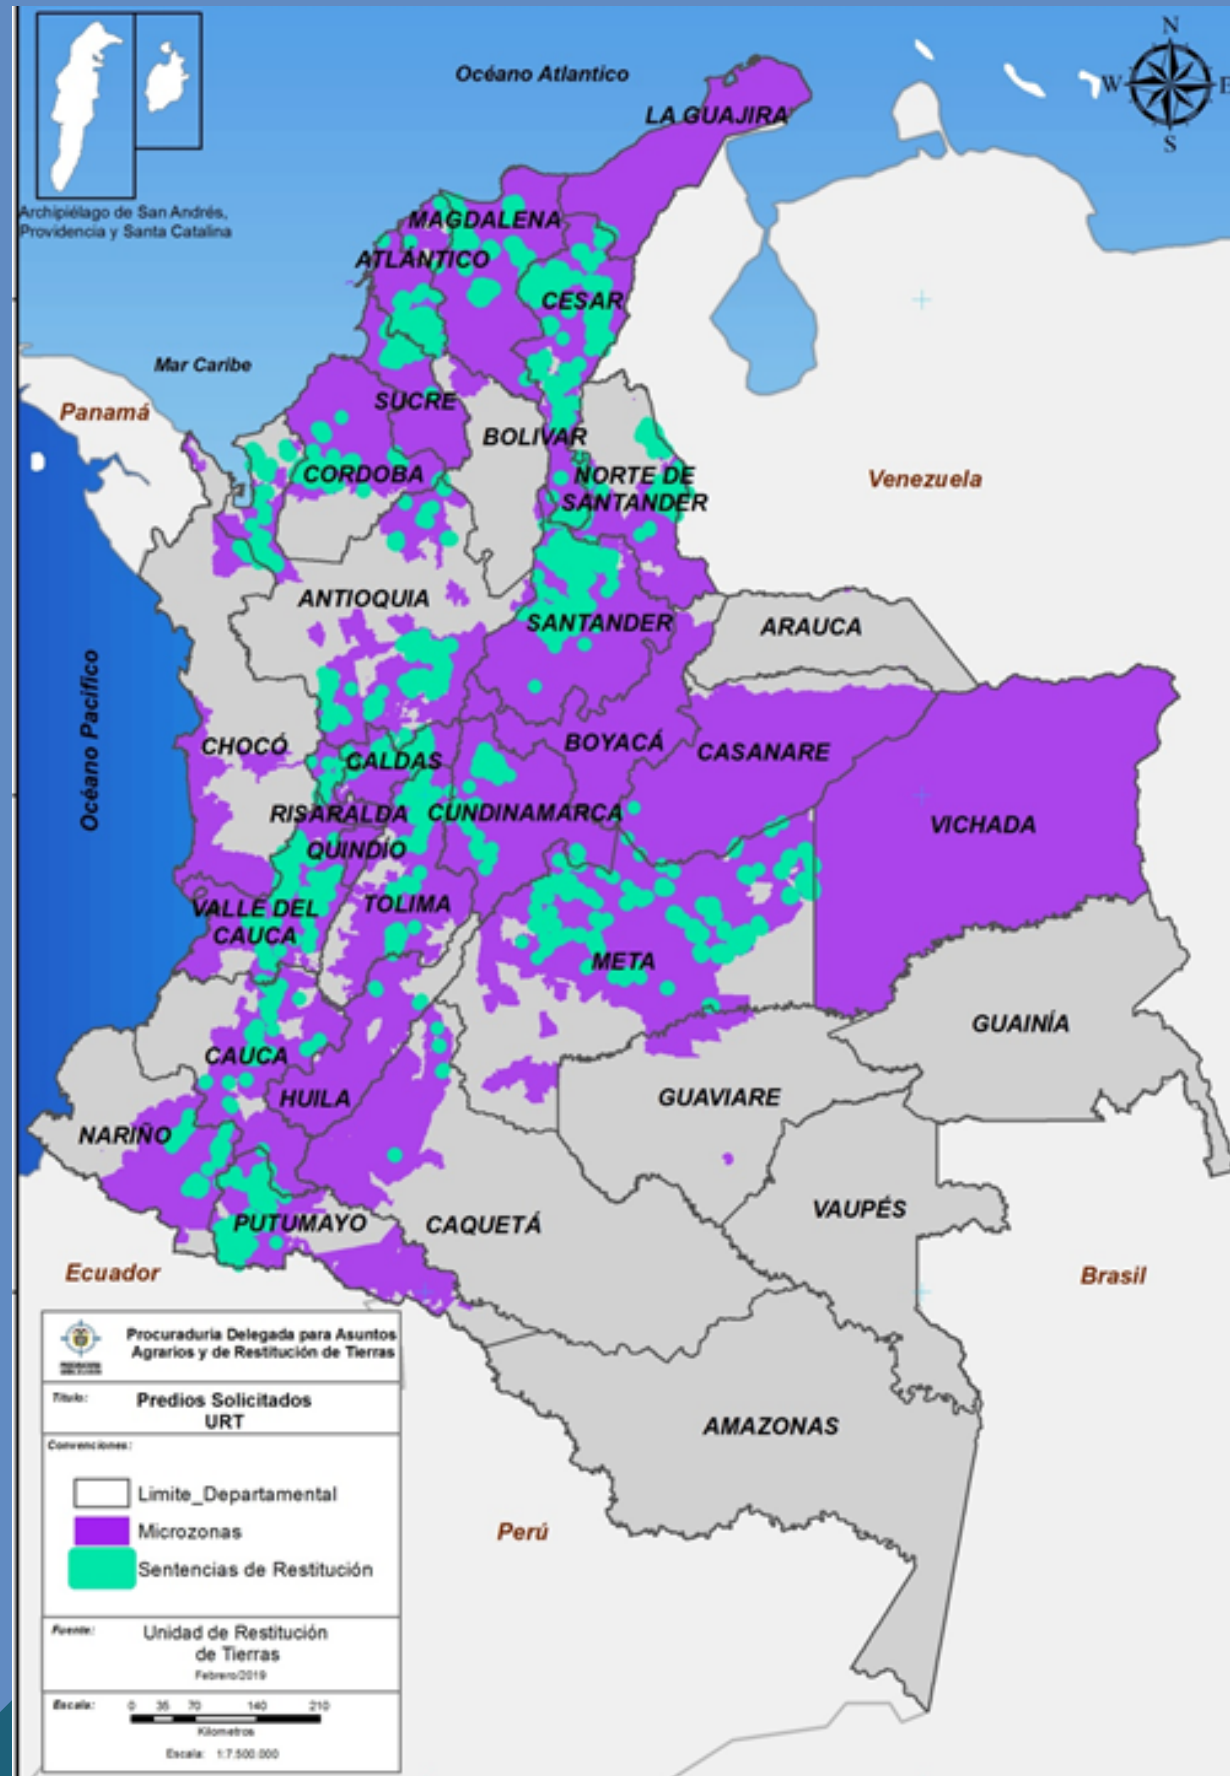 N
W
E
S
Océano Atlantico
LA GUAJIRA
Archipiélago de San Andrés,
Providencia y Santa Catalina
MAGDALENA
ATLÁNTICO
CESAR
Mar Caribe
Panamá
SUCRE
BOLIVAR
CORDOBA
NORTE DE
SANTANDER
Venezuela
ANTIOQUIA
SANTANDER
ARAUCA
Océano Pacifico
CHOCÓ
CALDAS
BOYACÁ
CASANARE
RISARALDA
CUNDINAMARCA
VICHADA
QUINDÍO
VALLE DEL
CAUCA
TOLIMA
META
GUAINÍA
CAUCA
HUILA
GUAVIARE
NARIÑO
PUTUMAYO
CAQUETÁ
VAUPÉS
Ecuador
Brasil
AMAZONAS
Perú
Procuraduria Delegada para Asuntos
Agrarios y de Restitución de Tierras
Titulo:
Predios Solicitados
URT
Convenciones:
Limite_Departamental
Microzonas
Sentencias de Restitución
Fuente:
Unidad de Restitución
de Tierras
Febrero/2019
Escala:
0 35 70 140 210
Kilometros
Escala: 1:7.500.000